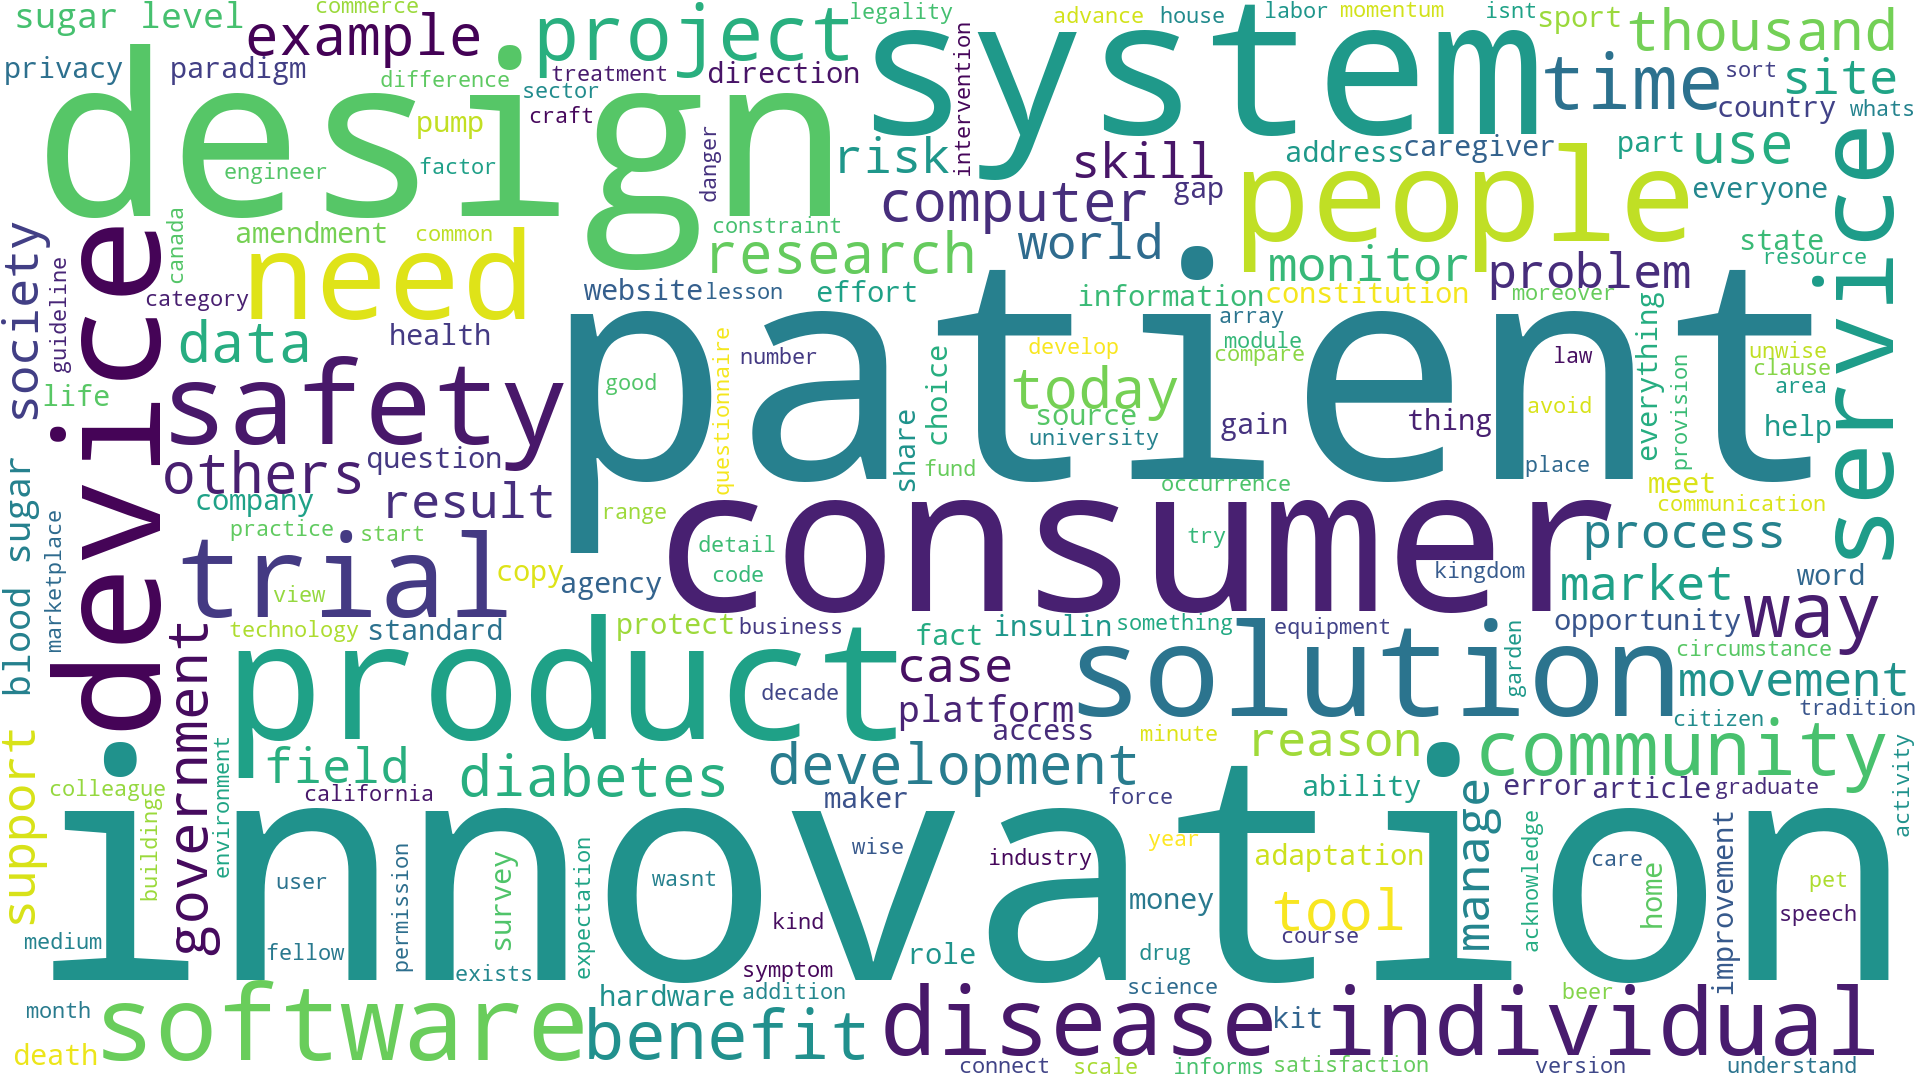 sugar level
commerce
example
project
legality
system
advance
house
labor
momentum
isnt
sport
thousand
privacy
paradigm
difference
treatment
direction
sector
craft
intervention
time
sort
site
country
whats
design
pump
engineer
factor
danger
risk
skill
address
caregiver
part
use
computer
gap
people
everyone
service
society
guideline
canada
amendment
common
need
constraint
research
world
monitor
problem
state
resource
device
category
website
lesson
effort
information
constitution
moreover
data
health
patient
questionnaire
number
array
module
develop
compare
law
everything
unwise
clause
provision
area
life
safety
good
choice
today
source
university
gain
thing
avoid
help
others
question
share
fund
place
occurrence
meet
communication
blood sugar
marketplace
company
result
practice
start
range
consumer
detail
code
try
process
trial
view
copy
agency
kingdom
market
word
way
technology
standard
protect
business
fact
insulin
something
equipment
opportunity
government
product
case
solution
garden
circumstance
movement
decade
platform
access
minute
citizen
tradition
support
field
diabetes
development
reason
community
activity
colleague
california
environment
building
maker
force
ability
manage
error
article
graduate
innovation
user
permission
survey
expectation
wasnt
wise
industry
year
adaptation
acknowledge
care
home
improvement
pet
speech
medium
fellow
exists
kind
symptom
role
money
drug
tool
course
month
software
hardware
addition
benefit
disease
science
kit
individual
beer
death
connect
scale
informs
satisfaction
version
understand